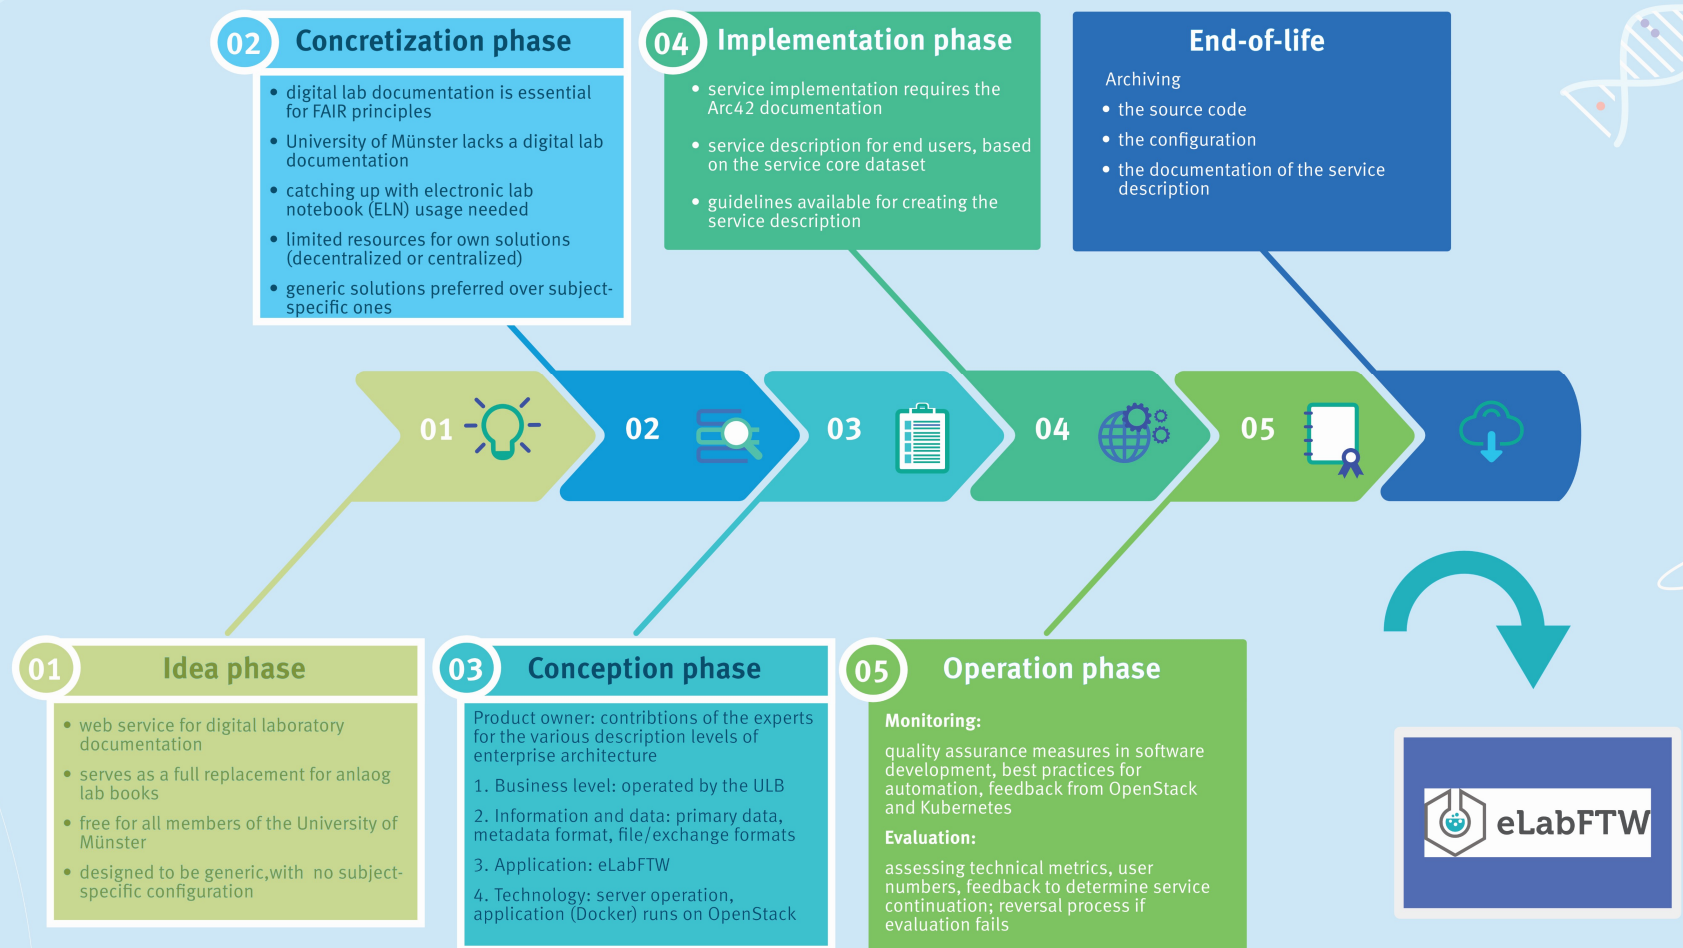 02
Concretization phase
• digital lab documentation is essential
for FAIR principles
• University of Münster lacks a digital lab
documentation
• catching up with electronic lab
notebook (ELN) usage needed
• limited resources for own solutions
(decentralized or centralized)
• generic solutions preferred over subject-
specific ones
04
Implementation phase
• service implementation requires the
Arc42 documentation
• service description for end users, based
on the service core dataset
• guidelines available for creating the
service description
End-of-life
Archiving
• the source code
• the configuration
• the documentation of the service
description
01
02
03
04
05
01
Idea phase
• web service for digital laboratory
documentation
• serves as a full replacement for anlaog
lab books
• free for all members of the University of
Münster
• designed to be generic,with no subject-
specific configuration
03
Conception phase
Product owner: contribtions of the experts
for the various description levels of
enterprise architecture
1. Business level: operated by the ULB
2. Information and data: primary data,
metadata format, file/exchange formats
3. Application: eLabFTW
4. Technology: server operation,
application (Docker) runs on OpenStack
05
Operation phase
Monitoring:
quality assurance measures in software
development, best practices for
automation, feedback from OpenStack
and Kubernetes
Evaluation:
assessing technical metrics, user
numbers, feedback to determine service
continuation; reversal process if
evaluation fails
eLabFTW